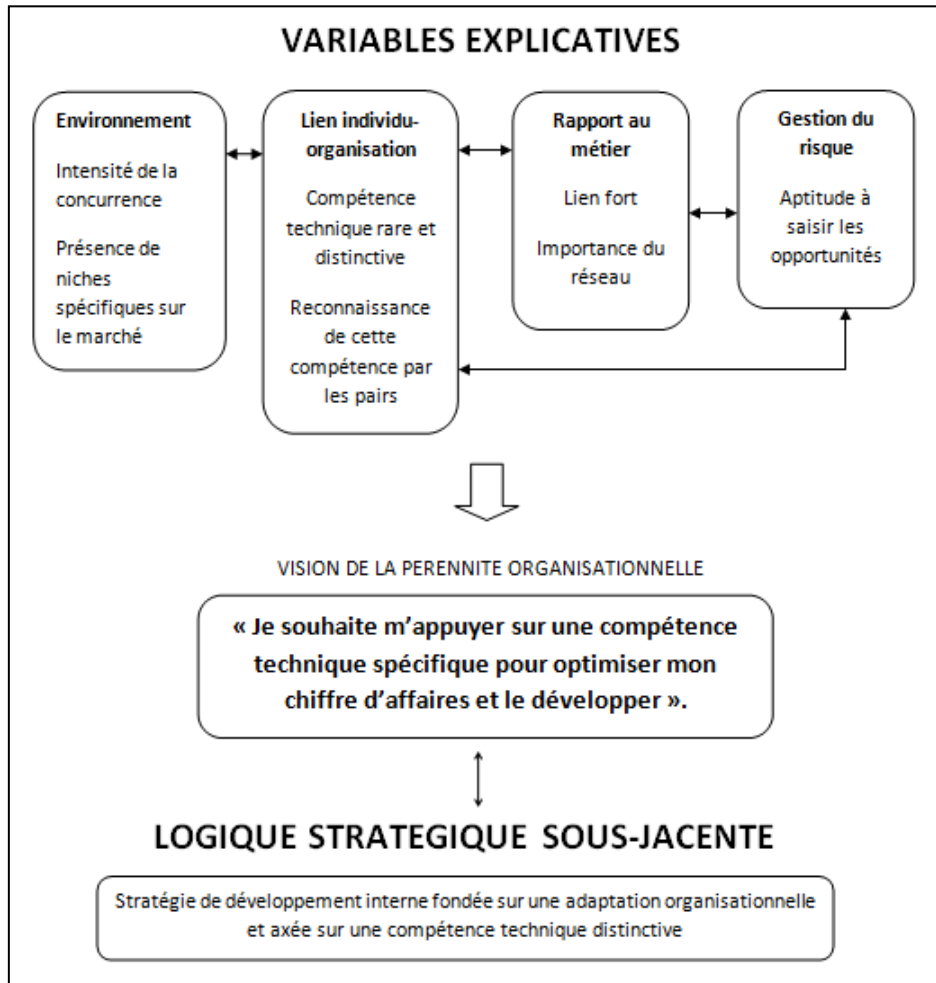 VARIABLES EXPLICATIVES
Environnement
Intensité de la
concurrence
Présence de
niches
spécifiques sur
le marché
Lien individu-
organisation
Compétence
technique rare et
distinctive
Reconnaissance
de cette
compétence par
les pairs
Rapport au
métier
Lien fort
Importance du
réseau
Gestion du
risque
Aptitude à
saisir les
opportunités
VISION DE LA PERENNITE ORGANISATIONNELLE
« Je souhaite m’appuyer sur une compétence
technique spécifique pour optimiser mon
chiffre d’affaires et le développer ».
LOGIQUE STRATEGIQUE SOUS-JACENTE
Stratégie de développement interne fondée sur une adaptation organisationnelle
et axée sur une compétence technique distinctive